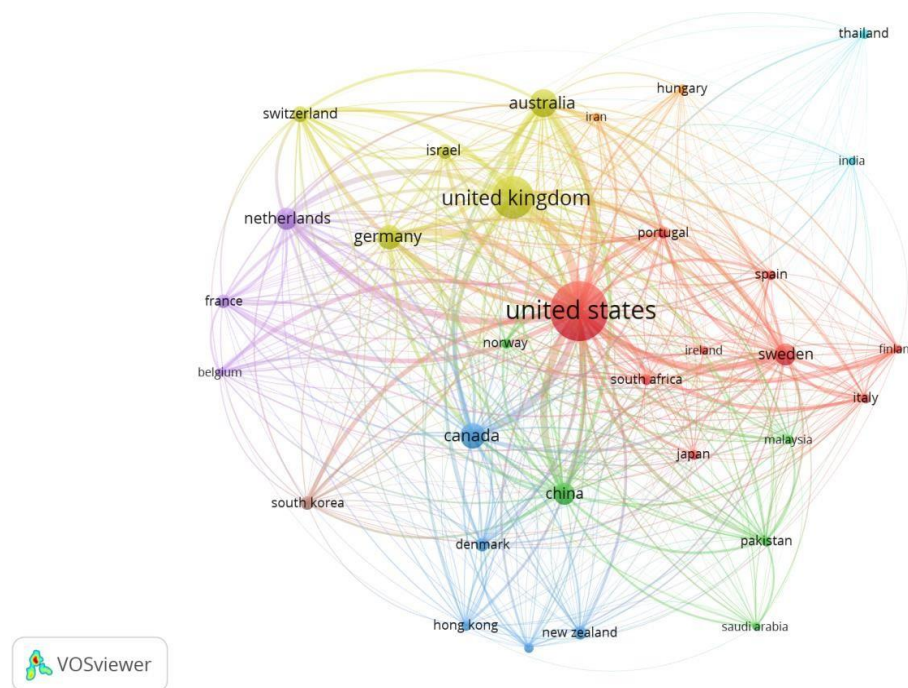 thailand
hungary
australia
switzerland
iran
israel
india
united kingdom
netherlands
portugal
germany
spain
france
united states
norway
ireland
finlan
sweden
belgium
south africa
italy
canada
malaysia
japan
china
south korea
pakistan
denmark
hong kong
new zealand
saudi arabia
VOSviewer